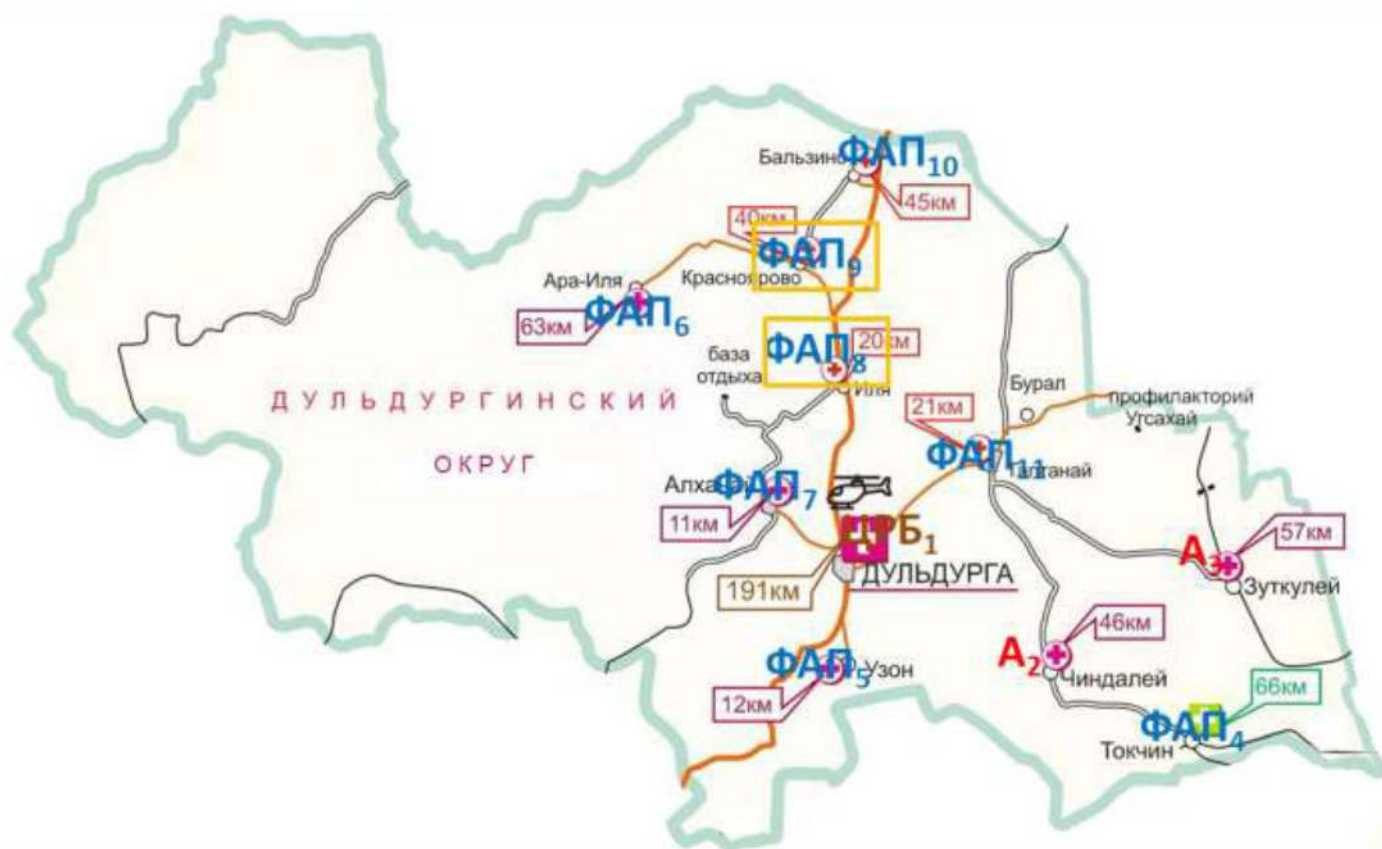 Бальзино
ФАП10
45км
40км
ФАП9
Красноярово
Ара-Иля
ФАП6
63км
база
отдыха
ФАП8
20км
Иля
Бурал
профилакторий
Угсахай
ДУЛЬДУРГИНСКИЙ
ОКРУГ
21км
ФАП11
ФАП7
11км
ЦРБ1
ДУЛЬДУРГА
191км
А3
57км
Зуткулей
А2
46км
Чиндалей
ФАП5
Узон
12км
66км
ФАП4
Токчин